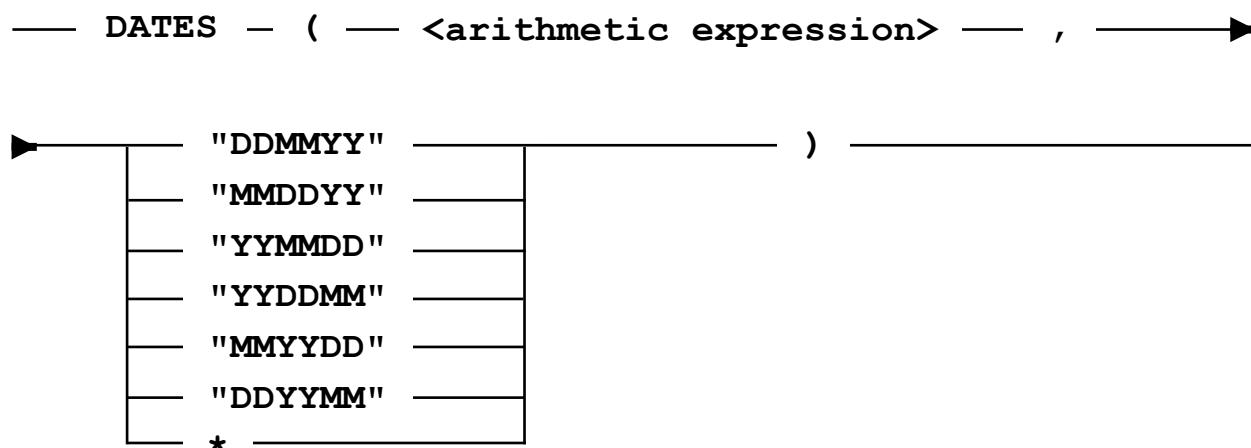 DATES ( <arithmetic expression> ,
"DDMMYY" )
"MMDDYY"
"YYMMDD"
"YYDDMM"
"MMYYDD"
"DDYYMM"
*